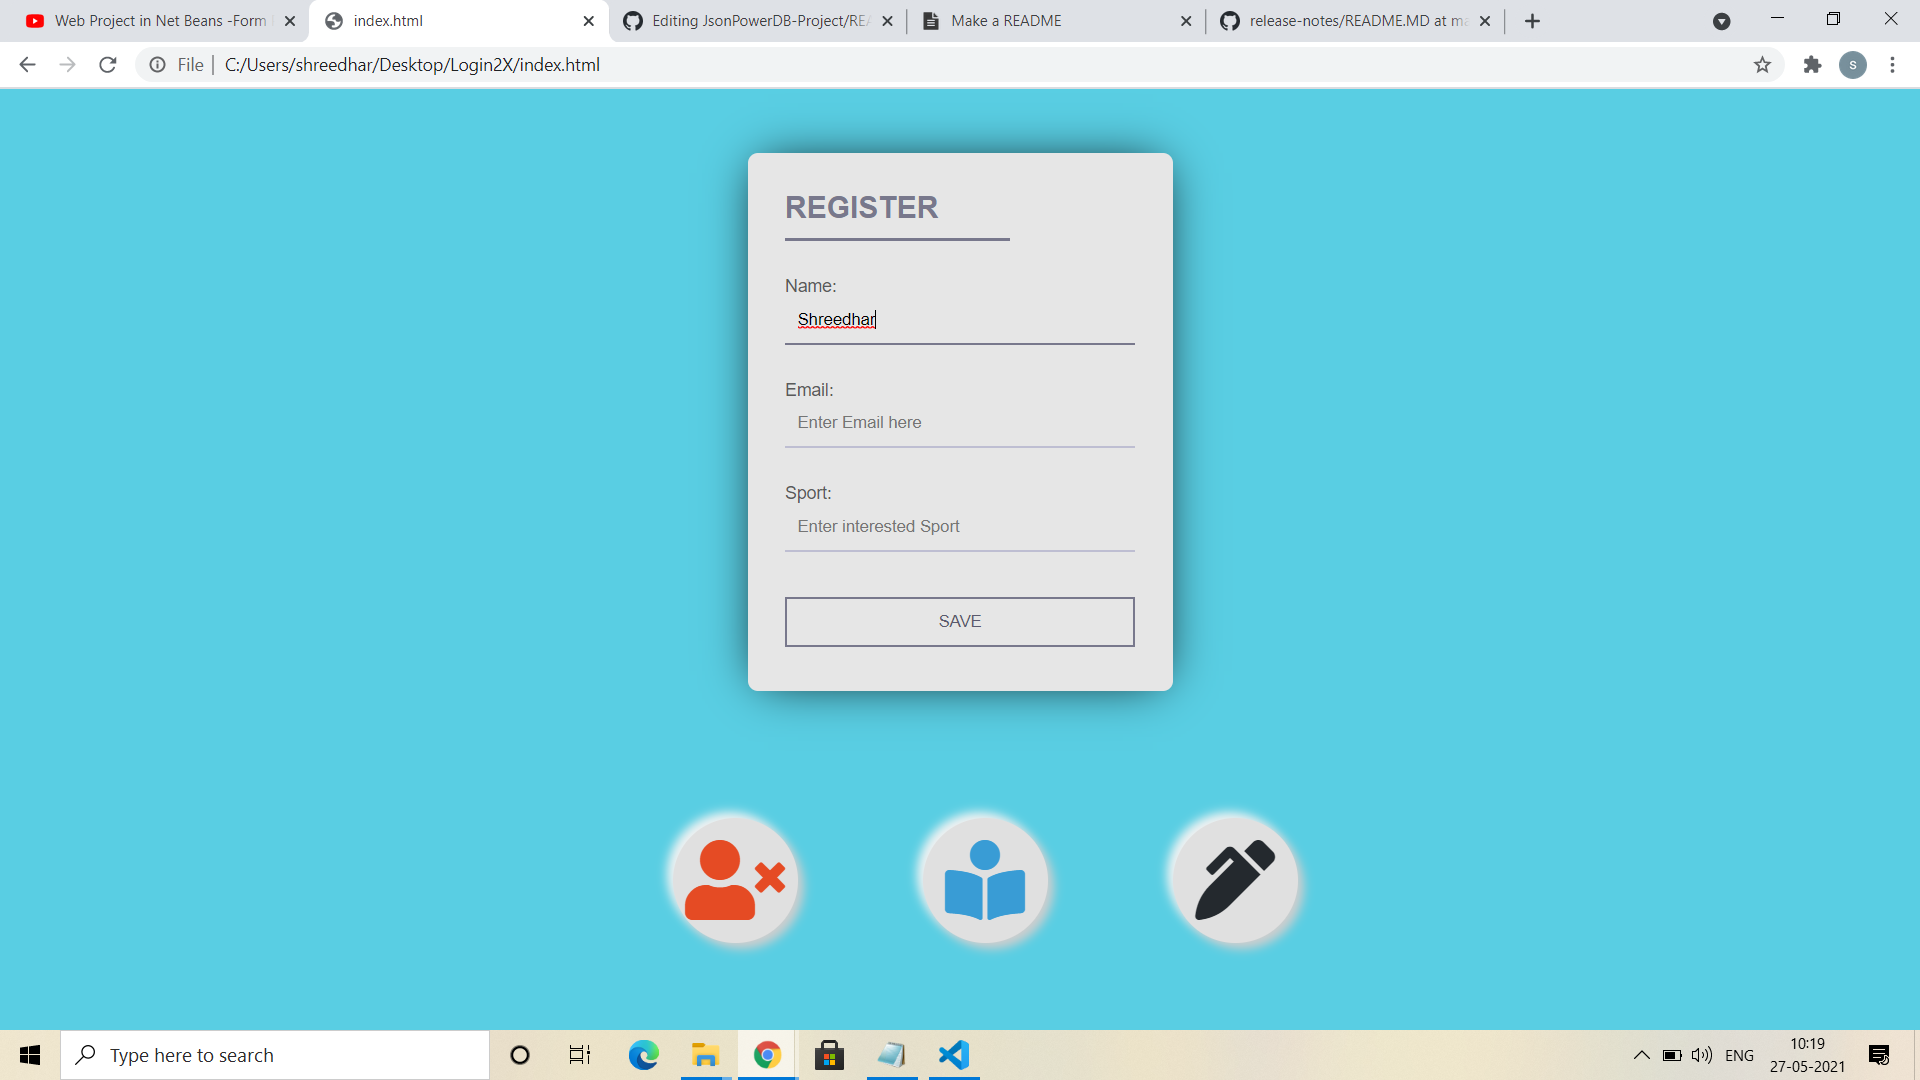 Web Project in Net Beans -Form
index.html
Editing JsonPowerDB-Project/REA
Make a README
release-notes/README.MD at ma
File
C:/Users/shreedhar/Desktop/Login2X/index.html
s
REGISTER
Name:
Shreedhar
Email:
Enter Email here
Sport:
Enter interested Sport
SAVE
Type here to search
ENG
10:19
27-05-2021